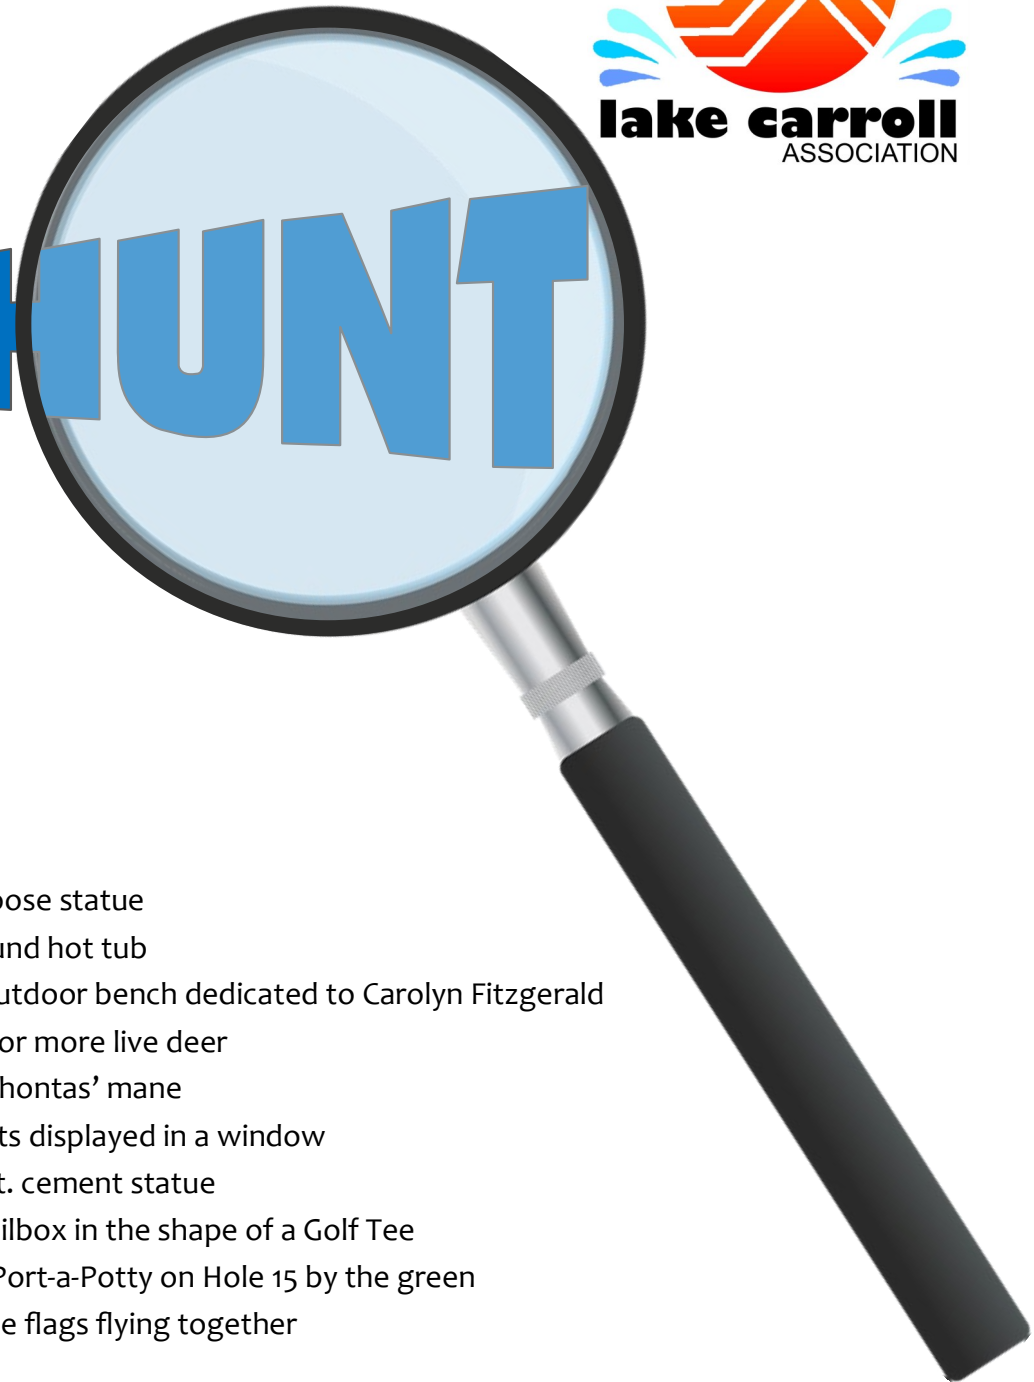 lake carroll
ASSOCIATION
HUNT
oose statue
und hot tub
utdoor bench dedicated to Carolyn Fitzgerald
or more live deer
hontas’ mane
ts displayed in a window
t. cement statue
ilbox in the shape of a Golf Tee
Port-a-Potty on Hole 15 by the green
e flags flying together